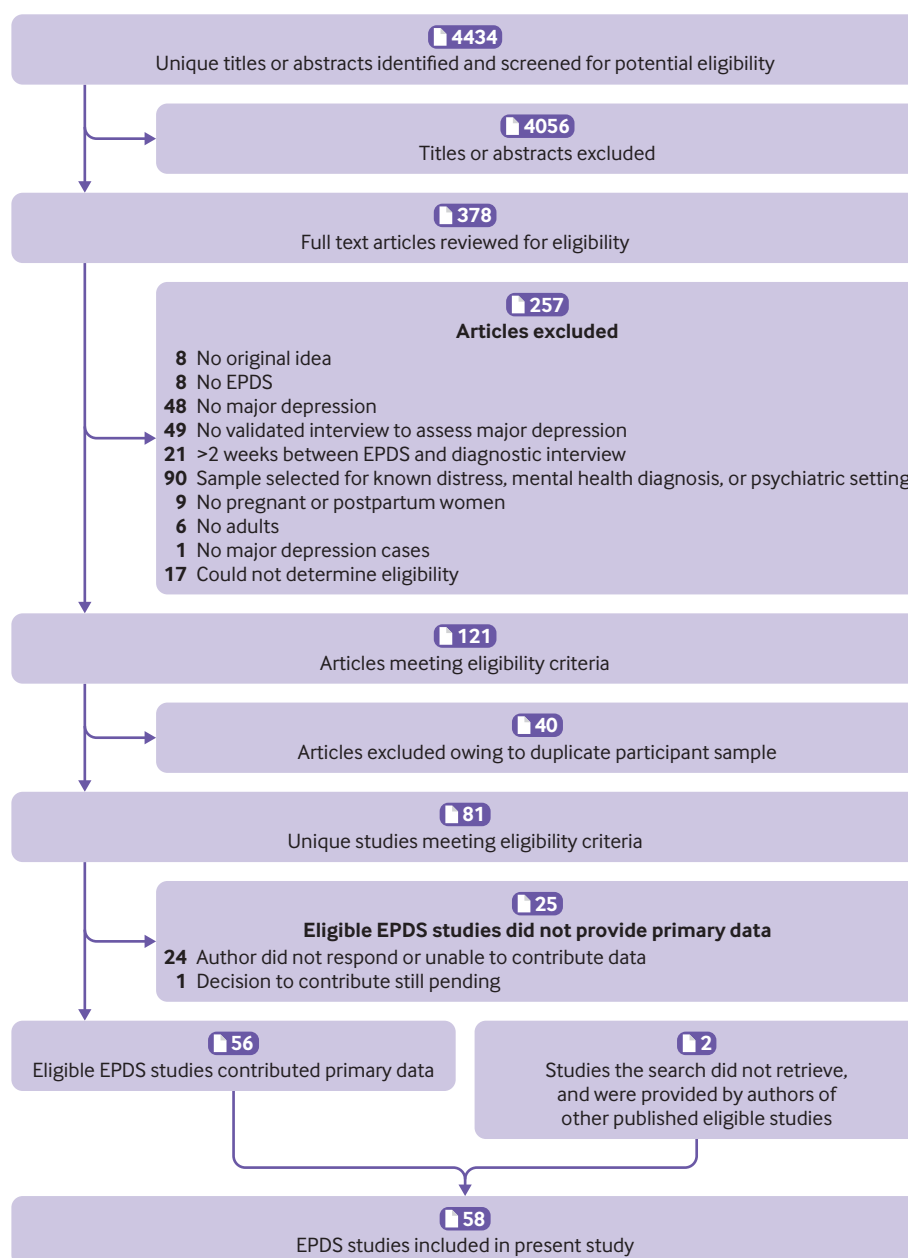 4434
Unique titles or abstracts identified and screened for potential eligibility
4056
Titles or abstracts excluded
378
Full text articles reviewed for eligibility
257
Articles excluded
8 No original idea
8 No EPDS
48 No major depression
49 No validated interview to assess major depression
21 >2 weeks between EPDS and diagnostic interview
90 Sample selected for known distress, mental health diagnosis, or psychiatric setting
9 No pregnant or postpartum women
6 No adults
1 No major depression cases
17 Could not determine eligibility
121
Articles meeting eligibility criteria
40
Articles excluded owing to duplicate participant sample
81
Unique studies meeting eligibility criteria
25
Eligible EPDS studies did not provide primary data
24 Author did not respond or unable to contribute data
1 Decision to contribute still pending
56
Eligible EPDS studies contributed primary data
2
Studies the search did not retrieve,
and were provided by authors of
other published eligible studies
58
EPDS studies included in present study